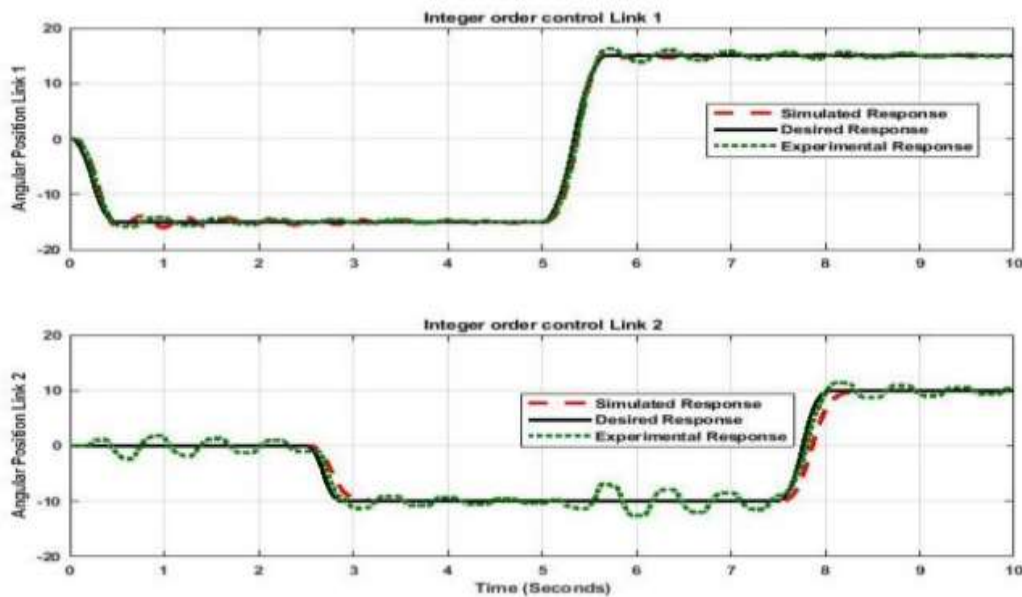 Integer order control Link 1
Angular Position Link 1
20
10
0
-10
-20
Simulated Response
Desired Response
Experimental Response
0 1 2 3 4 5 6 7 8 9 10
Integer order control Link 2
Angular Position Link 2
20
10
0
-10
-20
Simulated Response
Desired Response
Experimental Response
0 1 2 3 4 5 6 7 8 9 10
Time (Seconds)